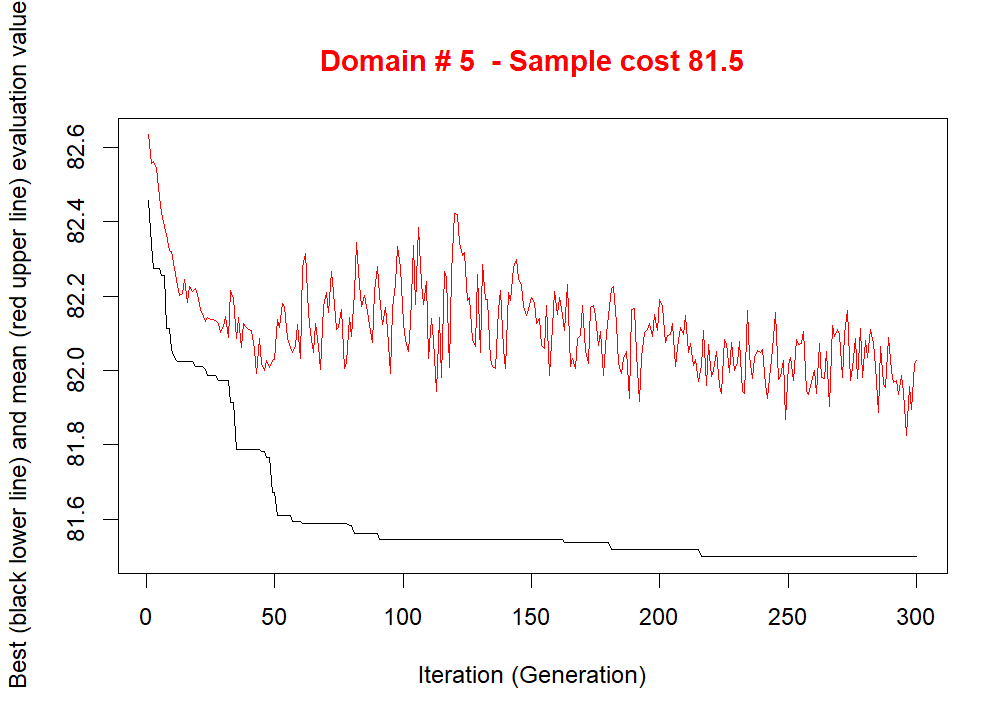 Domain # 5  - Sample cost 81.5
Best (black lower line) and mean (red upper line) evaluation value
82.6
82.4
82.2
82.0
81.8
81.6
0 50 100 150 200 250 300
Iteration (Generation)